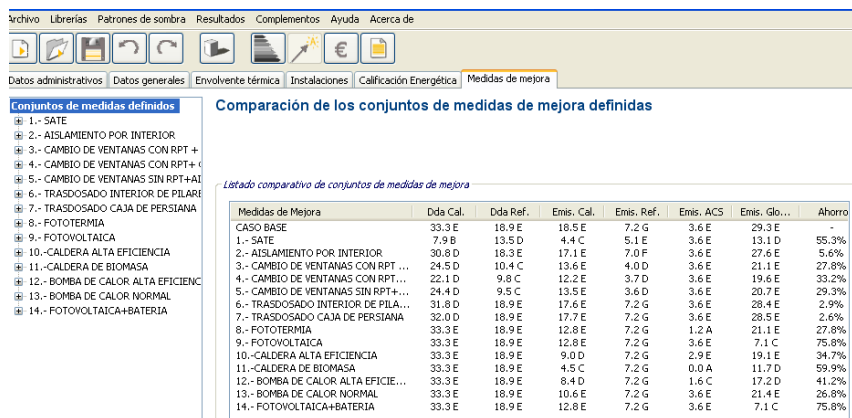 Archivo Librerías Patrones de sombra Resultados Complementos Ayuda Acerca de
Datos administrativos Datos generales Envolvente térmica Instalaciones Calificación Energética Medidas de mejora
Conjuntos de medidas definidos
1.- SATE
2.- AISLAMIENTO POR INTERIOR
3.- CAMBIO DE VENTANAS CON RPT +
4.- CAMBIO DE VENTANAS CON RPT+
5.- CAMBIO DE VENTANAS SIN RPT+AI
6.- TRASDOSADO INTERIOR DE PILARE
7.- TRASDOSADO CAJA DE PERSIANA
8.- FOTOTERMIA
9.- FOTOVOLTAICA
10.-CALDERA ALTA EFICIENCIA
11.-CALDERA DE BIOMASA
12.- BOMBA DE CALOR ALTA EFICIENC
13.- BOMBA DE CALOR NORMAL
14.- FOTOVOLTAICA+BATERIA
Comparación de los conjuntos de medidas de mejora definidas
Listado comparativo de conjuntos de medidas de mejora
Medidas de Mejora Dda Cal. Dda Ref. Emis. Cal. Emis. Ref. Emis. ACS Emis. Glo... Ahorro
CASO BASE 33.3 E 18.9 E 18.5 E 7.2 G 3.6 E 29.3 E -
1.- SATE 7.9 B 13.5 D 4.4 C 5.1 E 3.6 E 13.1 D 55.3%
2.- AISLAMIENTO POR INTERIOR 30.8 D 18.3 E 17.1 E 7.0 F 3.6 E 27.6 E 5.6%
3.- CAMBIO DE VENTANAS CON RPT ... 24.5 D 10.4 C 13.6 E 4.0 D 3.6 E 21.1 E 27.8%
4.- CAMBIO DE VENTANAS CON RPT... 22.1 D 9.8 C 12.2 E 3.7 D 3.6 E 19.6 E 33.2%
5.- CAMBIO DE VENTANAS SIN RPT+... 24.4 D 9.5 C 13.5 E 3.6 D 3.6 E 20.7 E 29.3%
6.- TRASDOSADO INTERIOR DE PILA... 31.8 D 18.9 E 17.6 E 7.2 G 3.6 E 28.4 E 2.9%
7.- TRASDOSADO CAJA DE PERSIANA 32.0 D 18.9 E 17.7 E 7.2 G 3.6 E 28.5 E 2.6%
8.- FOTOTERMIA 33.3 E 18.9 E 12.8 E 7.2 G 1.2 A 21.1 E 27.8%
9.- FOTOVOLTAICA 33.3 E 18.9 E 12.8 E 7.2 G 3.6 E 7.1 C 75.8%
10.-CALDERA ALTA EFICIENCIA 33.3 E 18.9 E 9.0 D 7.2 G 2.9 E 19.1 E 34.7%
11.-CALDERA DE BIOMASA 33.3 E 18.9 E 4.5 C 7.2 G 0.0 A 11.7 D 59.9%
12.- BOMBA DE CALOR ALTA EFICIE... 33.3 E 18.9 E 8.4 D 7.2 G 1.6 C 17.2 D 41.2%
13.- BOMBA DE CALOR NORMAL 33.3 E 18.9 E 10.6 E 7.2 G 3.6 E 21.4 E 26.8%
14.- FOTOVOLTAICA+BATERIA 33.3 E 18.9 E 12.8 E 7.2 G 3.6 E 7.1 C 75.8%